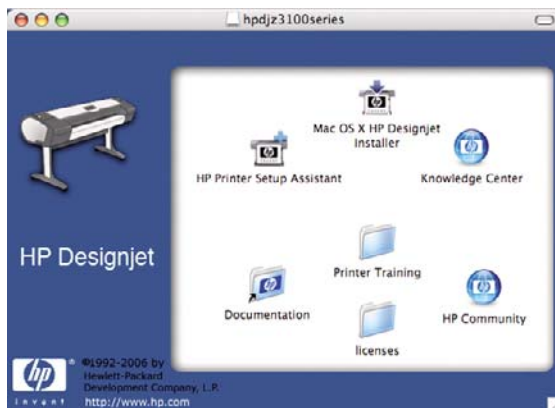 hpdjz3100series
Mac OS X HP Designjet
Installer
HP Printer Setup Assistant
Knowledge Center
HP Designjet
Printer Training
Documentation
HP Community
licenses
hp
invent
®
©1992-2006 by
Hewlett-Packard
Development Company, L.P.
http://www.hp.com